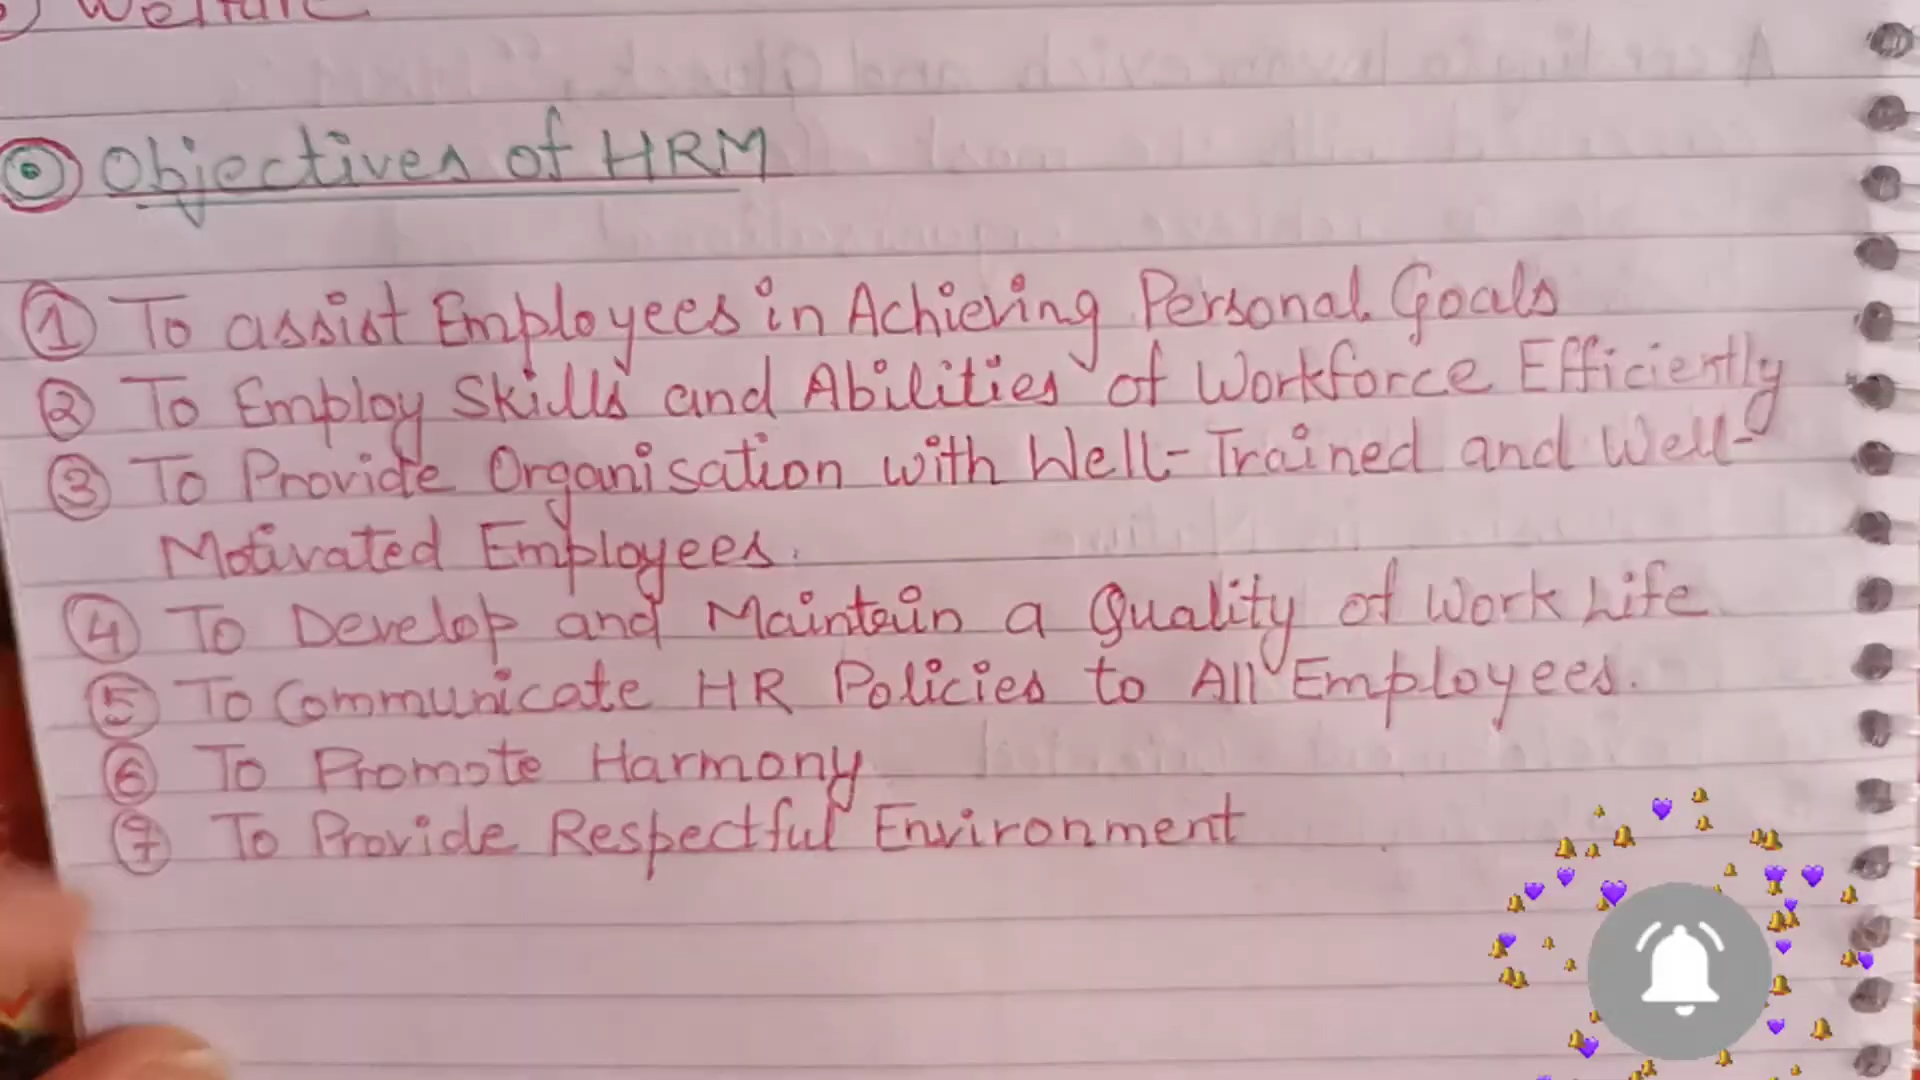 Welfare
Objectives of HRM
1 To assist Employees in Achieving Personal Goals
2 To Employ Skills and Abilities of Workforce Efficiently
3 To Provide Organisation with Well-Trained and Well-
Motivated Employees.
4 To Develop and Maintain a Quality of Work Life
5 To Communicate HR Policies to All Employees.
6 To Promote Harmony
7 To Provide Respectful Environment